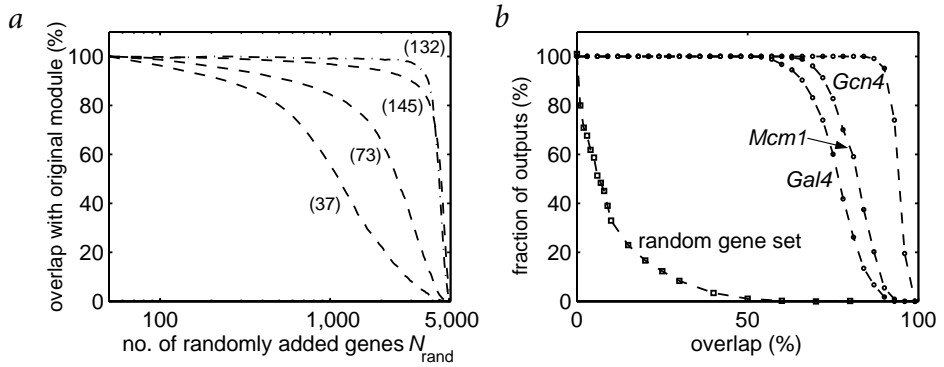 a
overlap with original module (%)
100
80
60
40
20
0
(132)
(145)
(73)
(37)
100
1,000
5,000
no. of randomly added genes Nrand
b
fraction of outputs (%)
100
80
60
40
20
0
Gcn4
Mcm1
Gal4
random gene set
0
50
100
overlap (%)